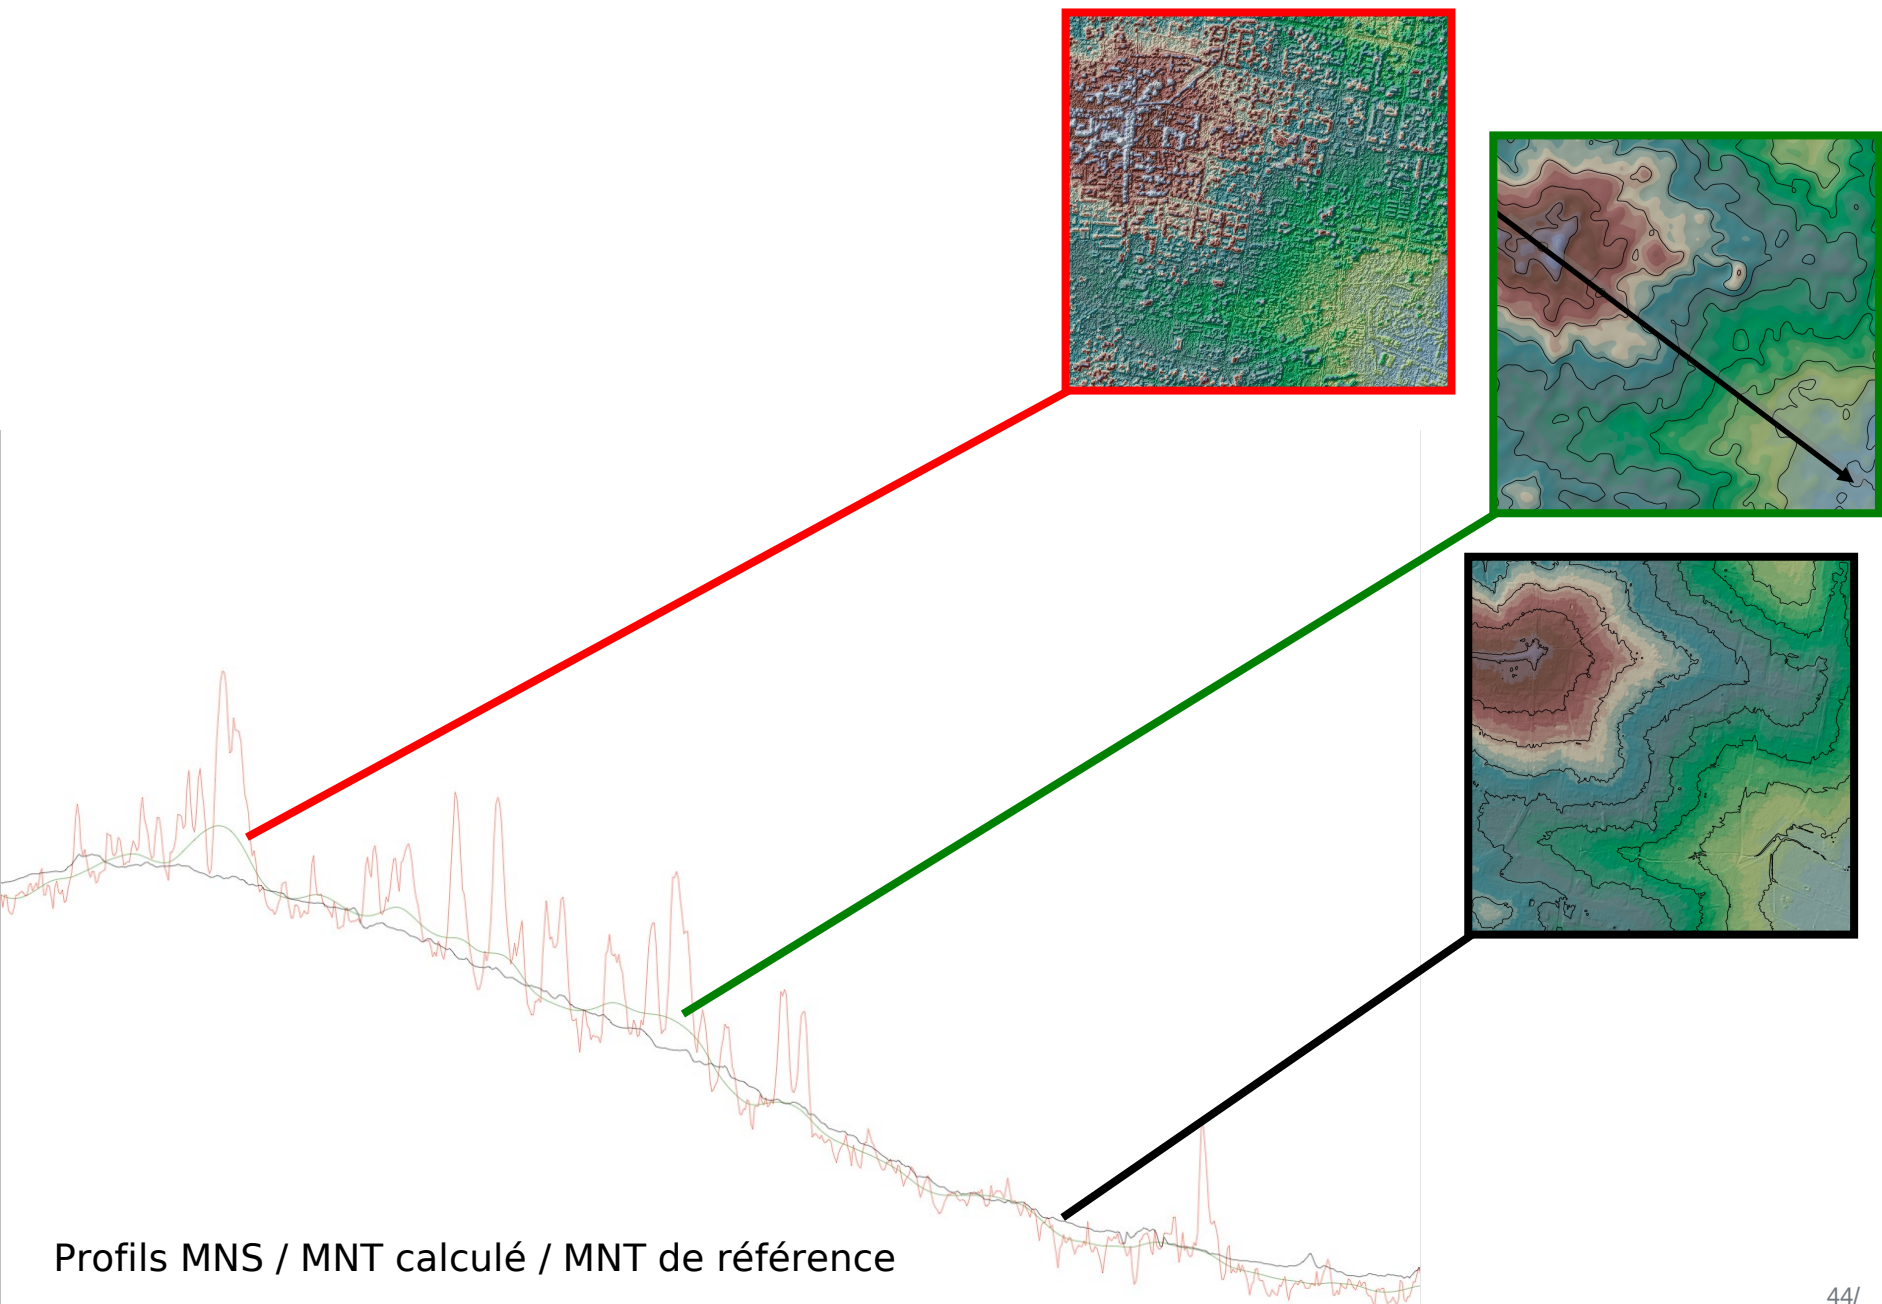 Profils MNS / MNT calculé / MNT de référence
44/